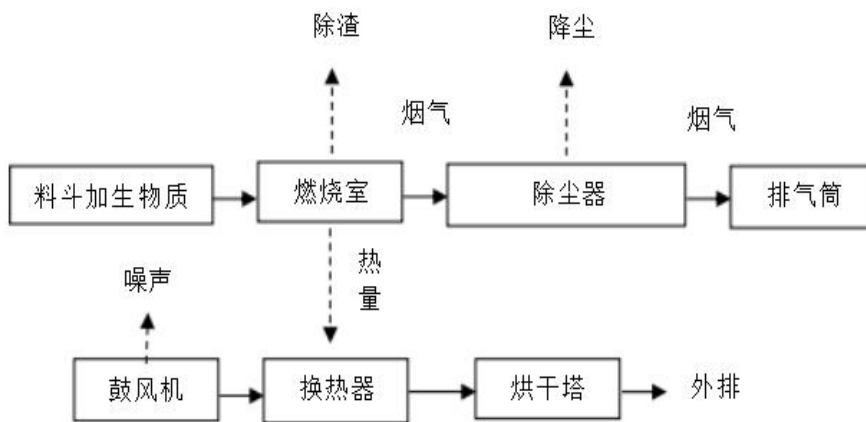 除渣
降尘
烟气
烟气
料斗加生物质
燃烧室
除尘器
排气筒
热
量
噪声
鼓风机
换热器
烘干塔
外排